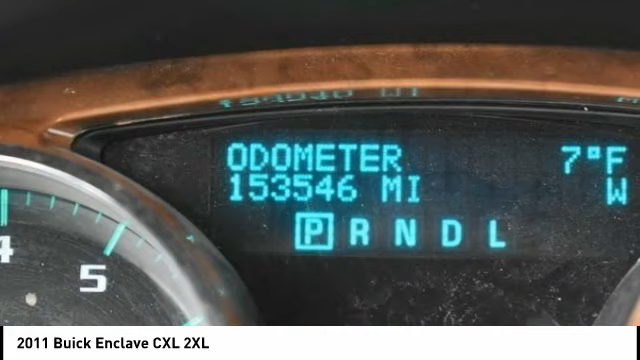 ODOMETER 7°F
153546 MI W
P R N D L
4
5
2011 Buick Enclave CXL 2XL